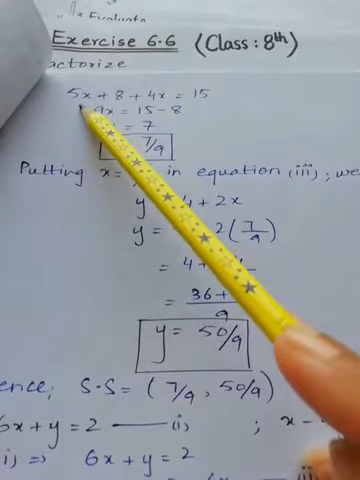 Evaluate
Exercise 6.6 (Class: 8th)
actorize
5x + 8 + 4x = 15
9x = 15 - 8
= 7
7/9
Putting x = in equation (iii); we
y 4 + 2x
y = 2(7/9)
= 4 +
= 36 + / 9
y = 50/9
ence; S.S = (7/9, 50/9)
6x + y = 2 —— (i) ; x -
i) => 6x + y = 2